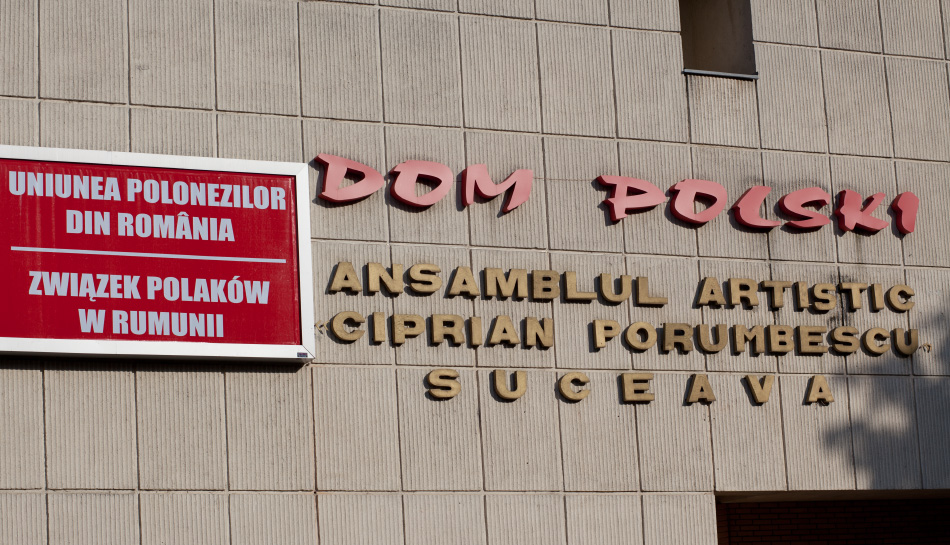 UNIUNEA POLONEZILOR
DIN ROMÂNIA
ZWIĄZEK POLAKÓW
W RUMUNII
DOM POLSKI
ANSAMBLUL ARTISTIC
„CIPRIAN PORUMBESCU„
SUCEAVA